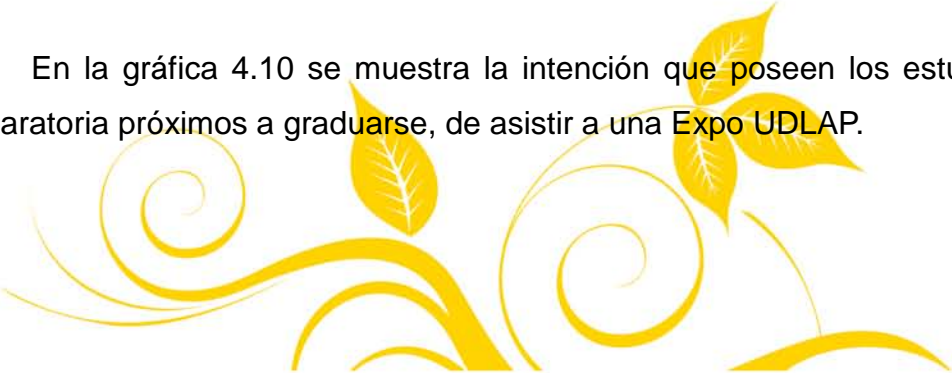 En la gráfica 4.10 se muestra la intención que poseen los estu
aratoria próximos a graduarse, de asistir a una Expo UDLAP.